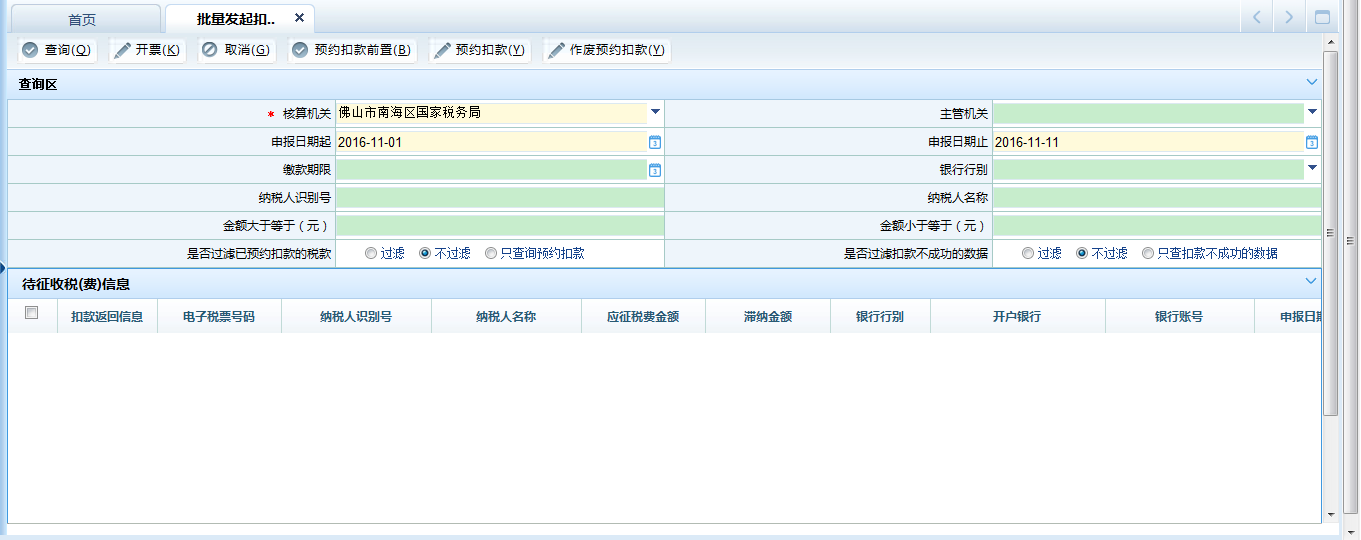 首页 批量发起扣..
查询(Q) 开票(K) 取消(G) 预约扣款前置(B) 预约扣款(Y) 作废预约扣款(Y)
查询区
* 核算机关 佛山市南海区国家税务局 主管机关
申报日期起 2016-11-01 申报日期止 2016-11-11
缴款期限 银行行别
纳税人识别号 纳税人名称
金额大于等于（元） 金额小于等于（元）
是否过滤已预约扣款的税款 过滤 不过滤 只查询预约扣款 是否过滤扣款不成功的数据 过滤 不过滤 只查扣款不成功的数据
待征收税(费)信息
扣款返回信息 电子税票号码 纳税人识别号 纳税人名称 应征税费金额 滞纳金额 银行行别 开户银行 银行账号 申报日期